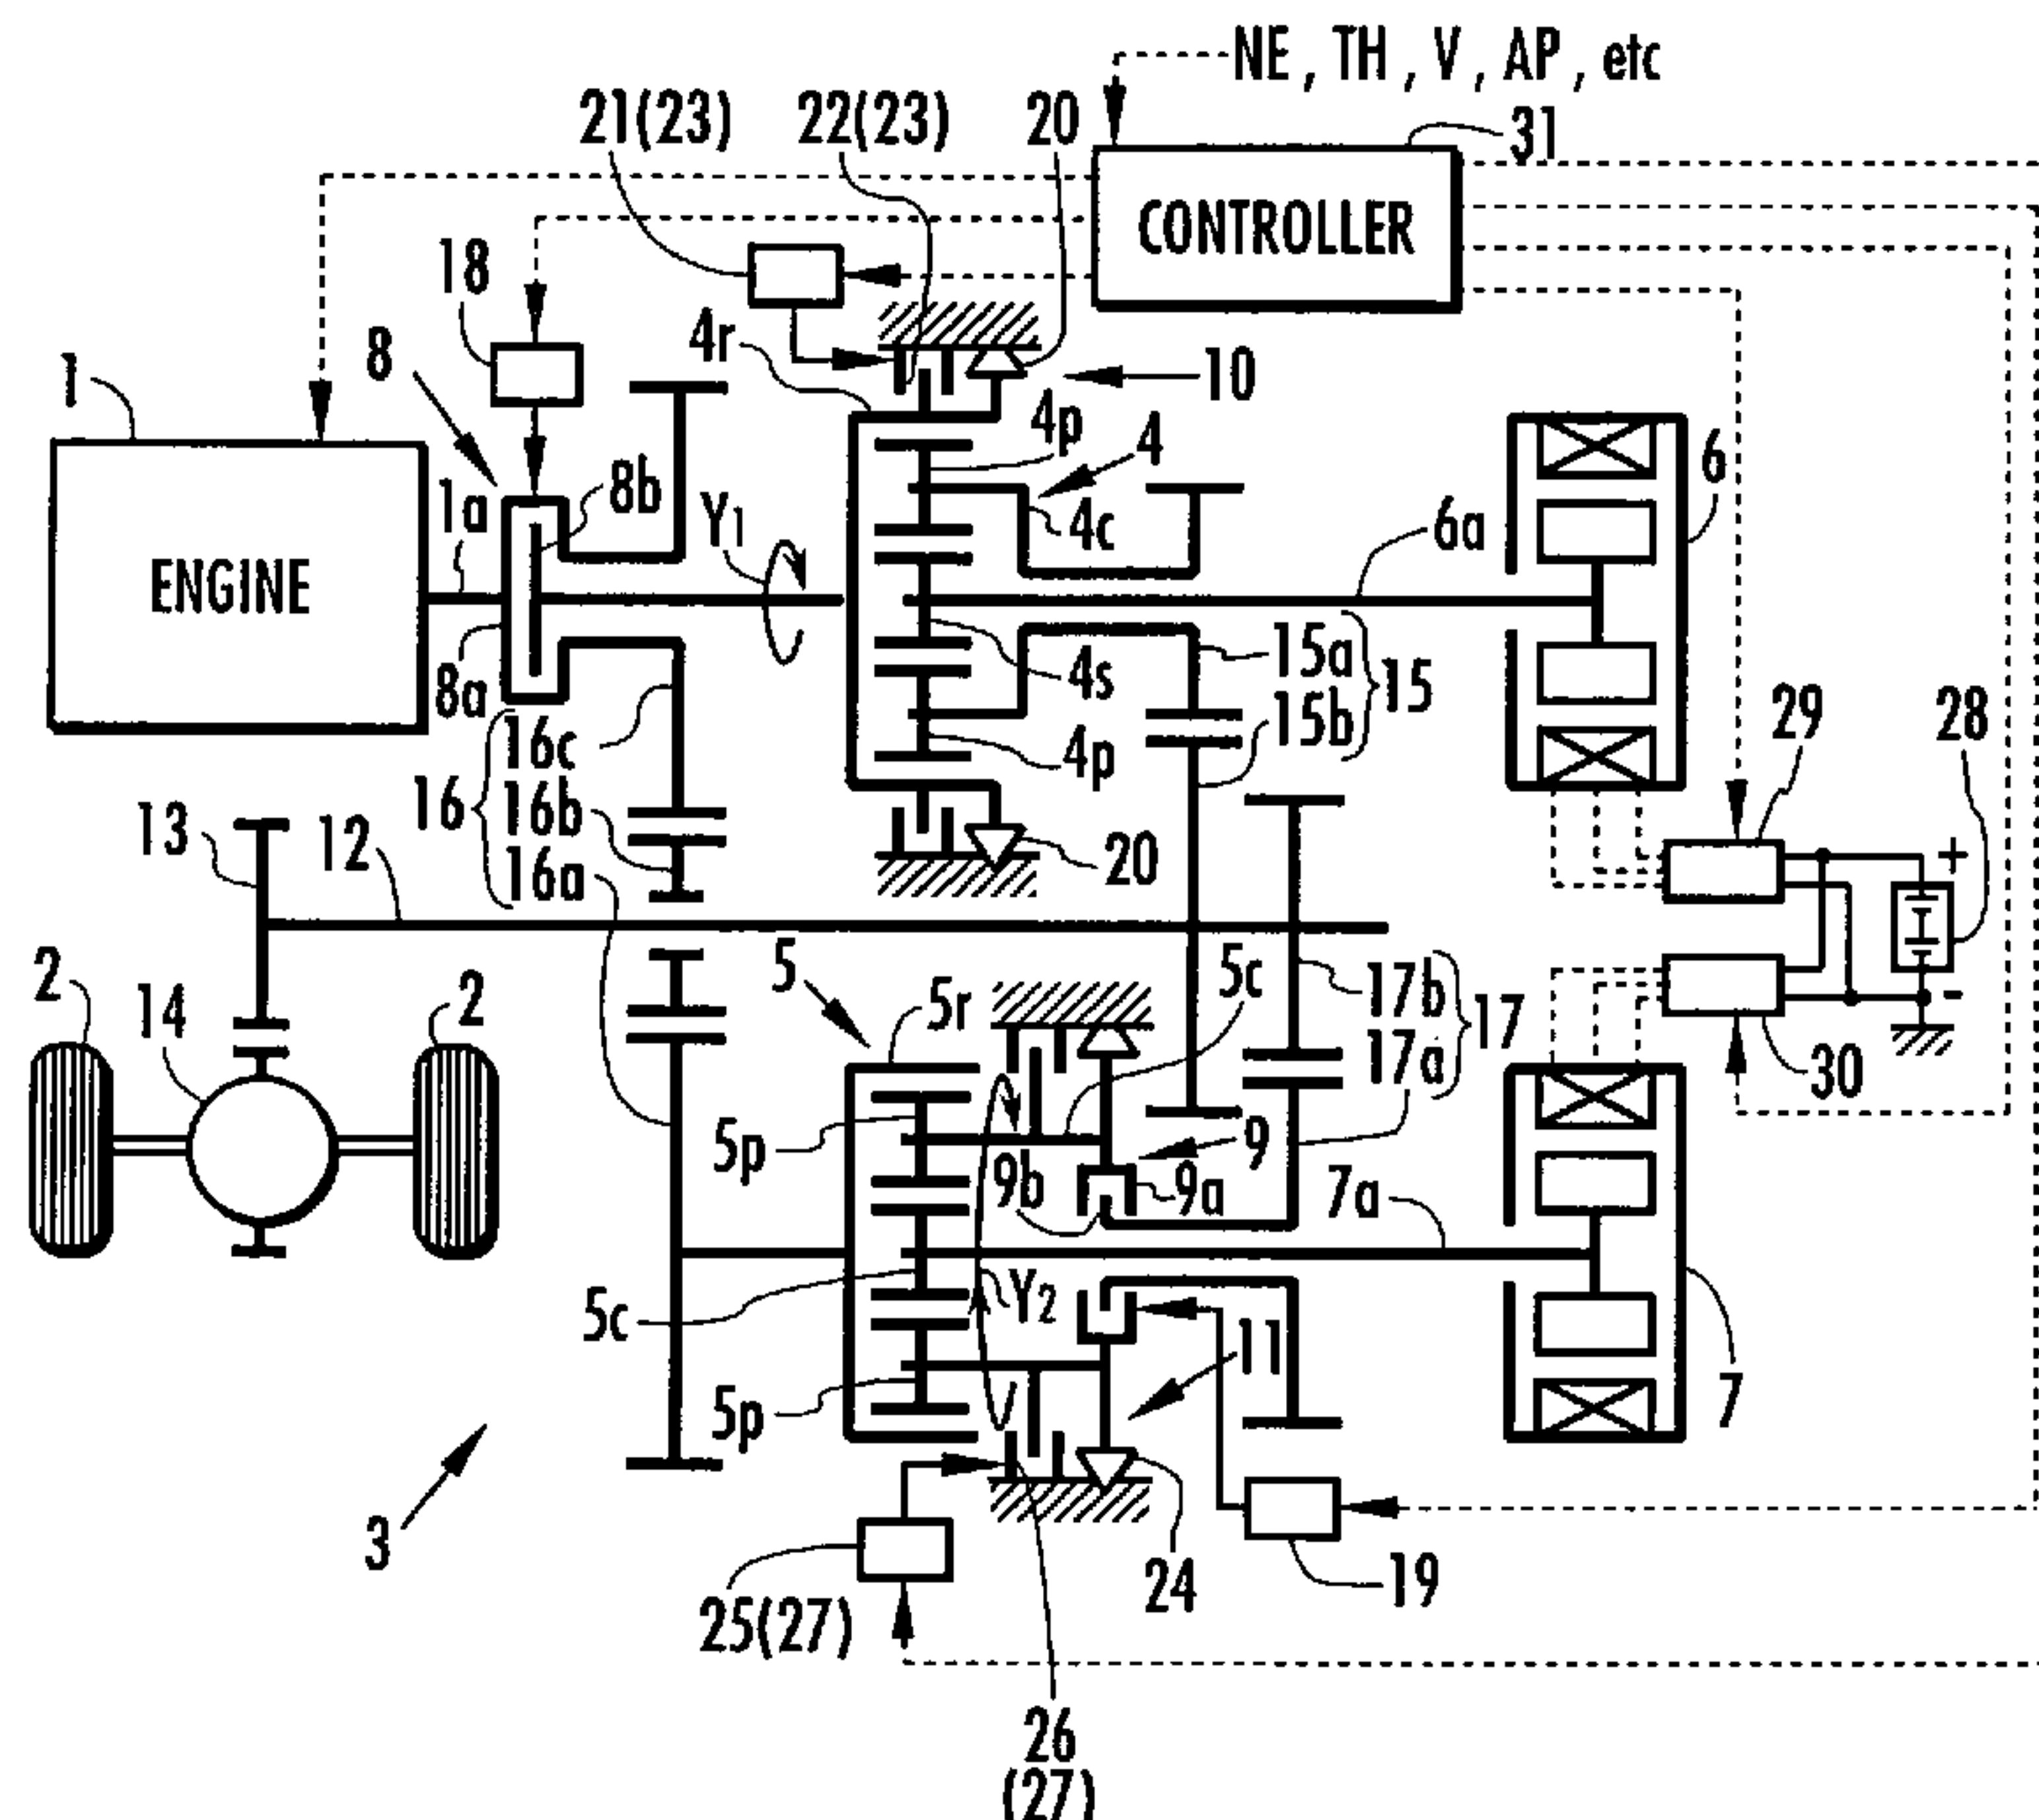 NE, TH, V, AP, etc
21(23)
22(23)
20
31
CONTROLLER
18
4r
8
10
1
4p
4
6
1a
8b
Y1
4c
6a
ENGINE
15a
15
8a
4s
15b
29
28
16c
4p
16
16b
13
12
16a
20
+
5
5c
2
14
2
5r
17b
17
-
17a
30
5p
9
9b
9a
7a
Y2
5c
11
5p
7
3
24
19
25(27)
26
(27)